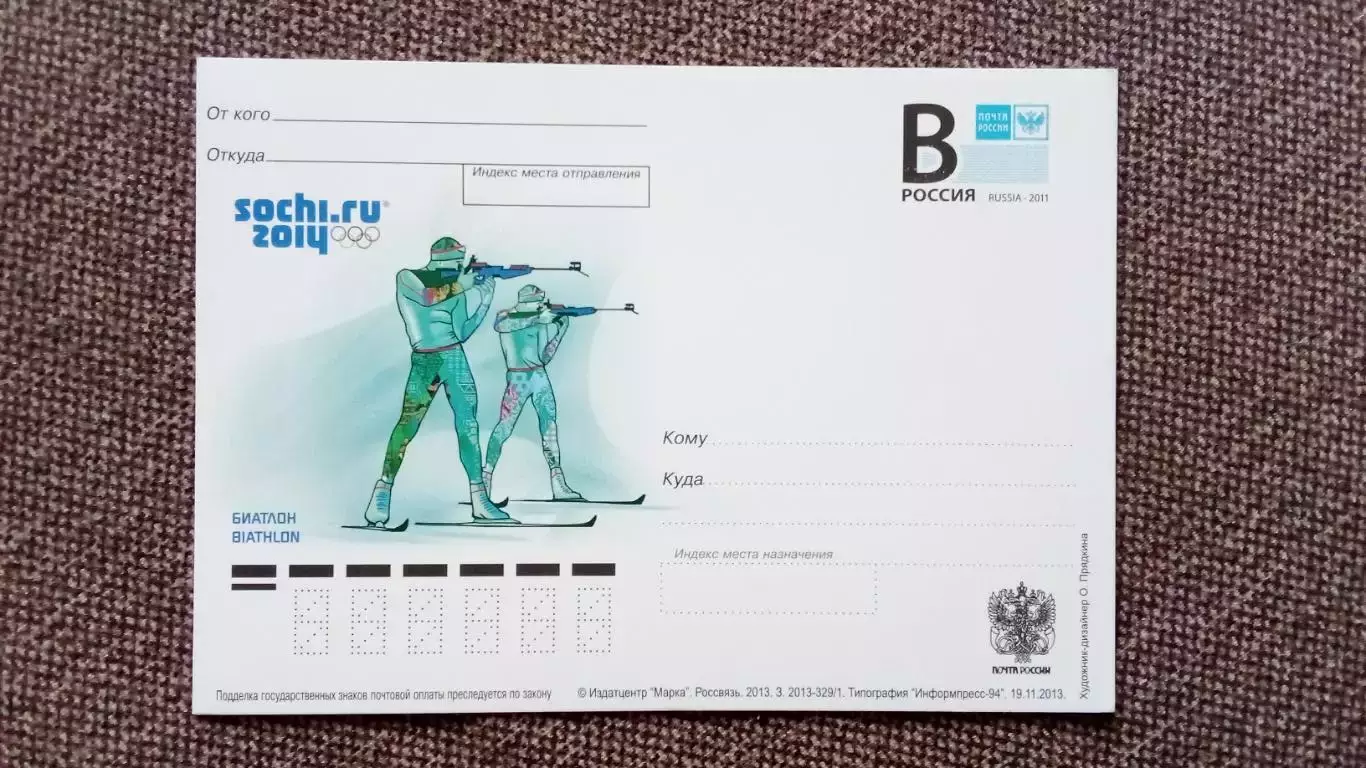 От кого
Откуда
Индекс места отправления
sochi.ru
2014
B
ПОЧТА
РОССИИ
РОССИЯ RUSSIA - 2011
Кому
Куда
БИАТЛОН
BIATHLON
Индекс места назначения
ПОЧТА РОССИИ
Художник-дизайнер О. Прядкина
Подделка государственных знаков почтовой оплаты преследуется по закону
© Издатцентр "Марка". Россвязь. 2013. З. 2013-329/1. Типография "Информпресс-94". 19.11.2013.